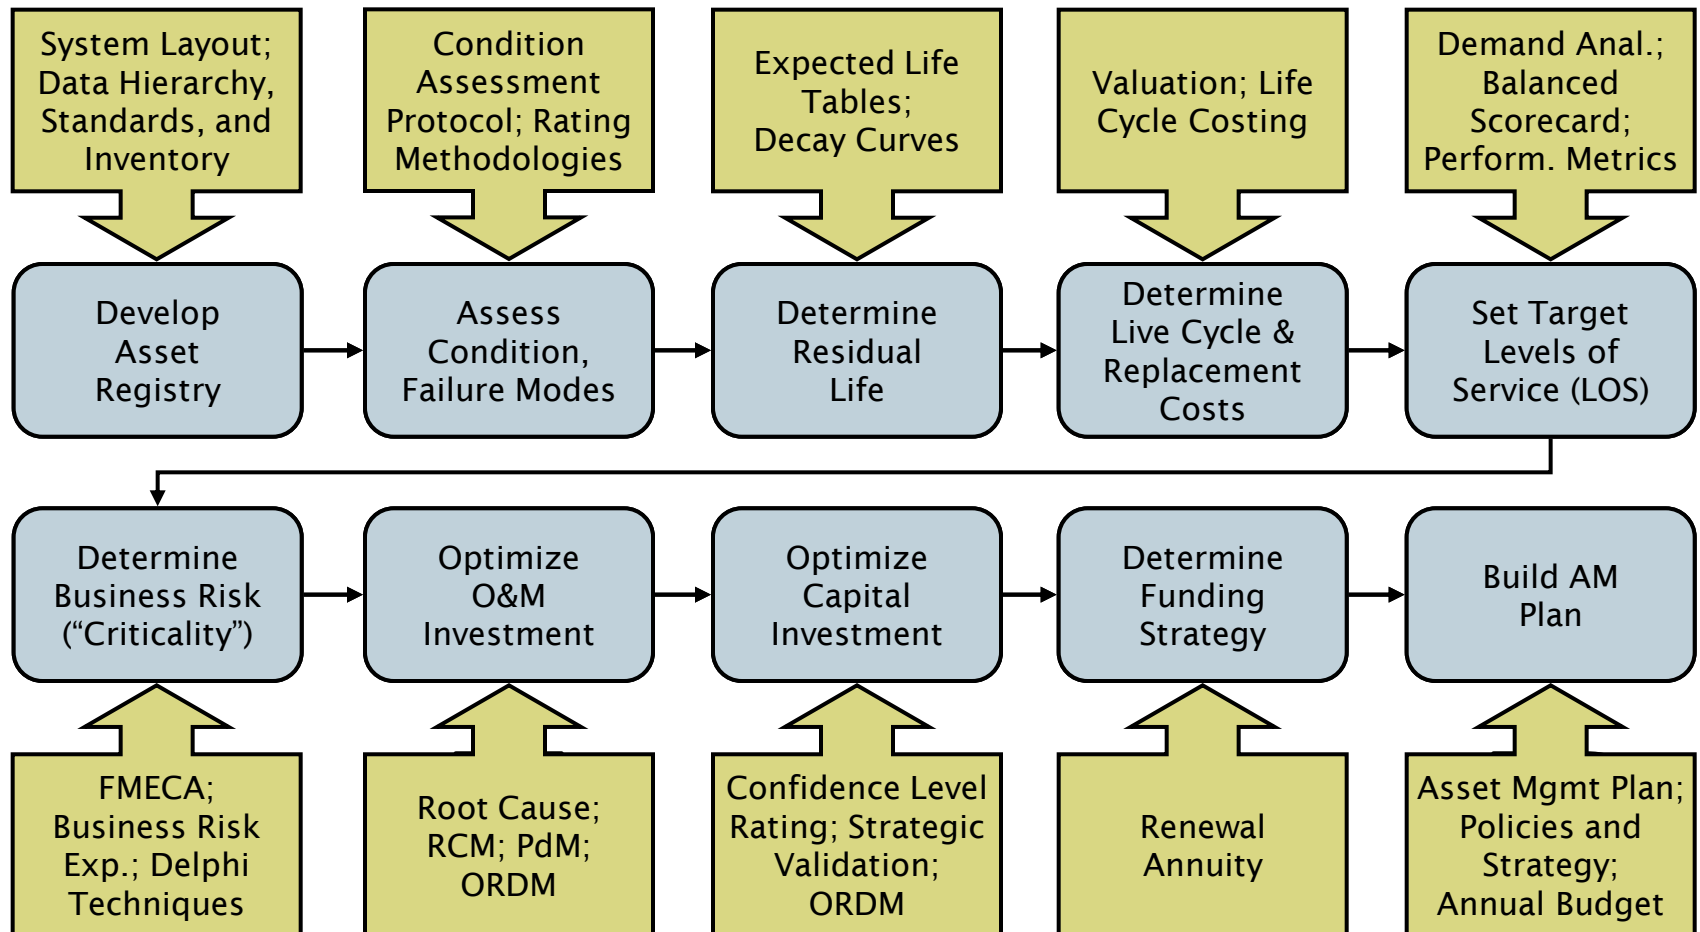 System Layout;
Data Hierarchy,
Standards, and
Inventory
Condition
Assessment
Protocol; Rating
Methodologies
Expected Life
Tables;
Decay Curves
Valuation; Life
Cycle Costing
Demand Anal.;
Balanced
Scorecard;
Perform. Metrics
Develop
Asset
Registry
Assess
Condition,
Failure Modes
Determine
Residual
Life
Determine
Live Cycle &
Replacement
Costs
Set Target
Levels of
Service (LOS)
Determine
Business Risk
(“Criticality”)
Optimize
O&M
Investment
Optimize
Capital
Investment
Determine
Funding
Strategy
Build AM
Plan
FMECA;
Business Risk
Exp.; Delphi
Techniques
Root Cause;
RCM; PdM;
ORDM
Confidence Level
Rating; Strategic
Validation;
ORDM
Renewal
Annuity
Asset Mgmt Plan;
Policies and
Strategy;
Annual Budget